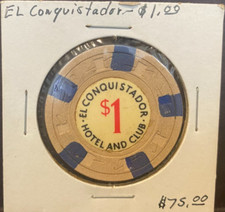 EL Conquistador - $1.00
·EL CONQUISTADOR·
$1
HOTEL AND CLUB
$75.00